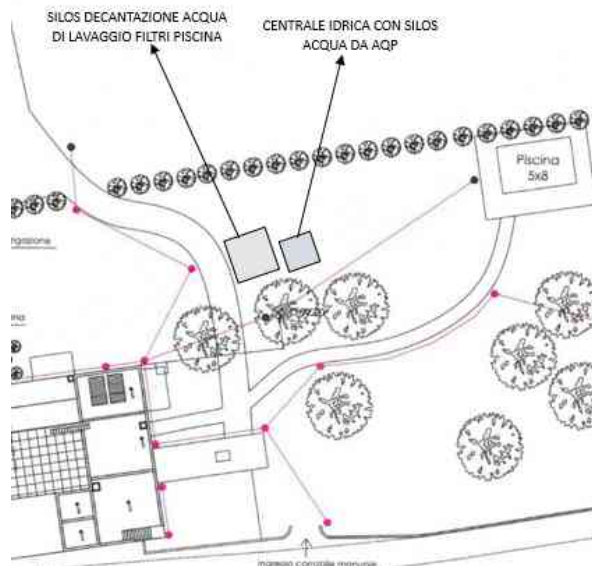 SILOS DECANTAZIONE ACQUA
DI LAVAGGIO FILTRI PISCINA
CENTRALE IDRICA CON SILOS
ACQUA DA AQP
Piscina
5x8